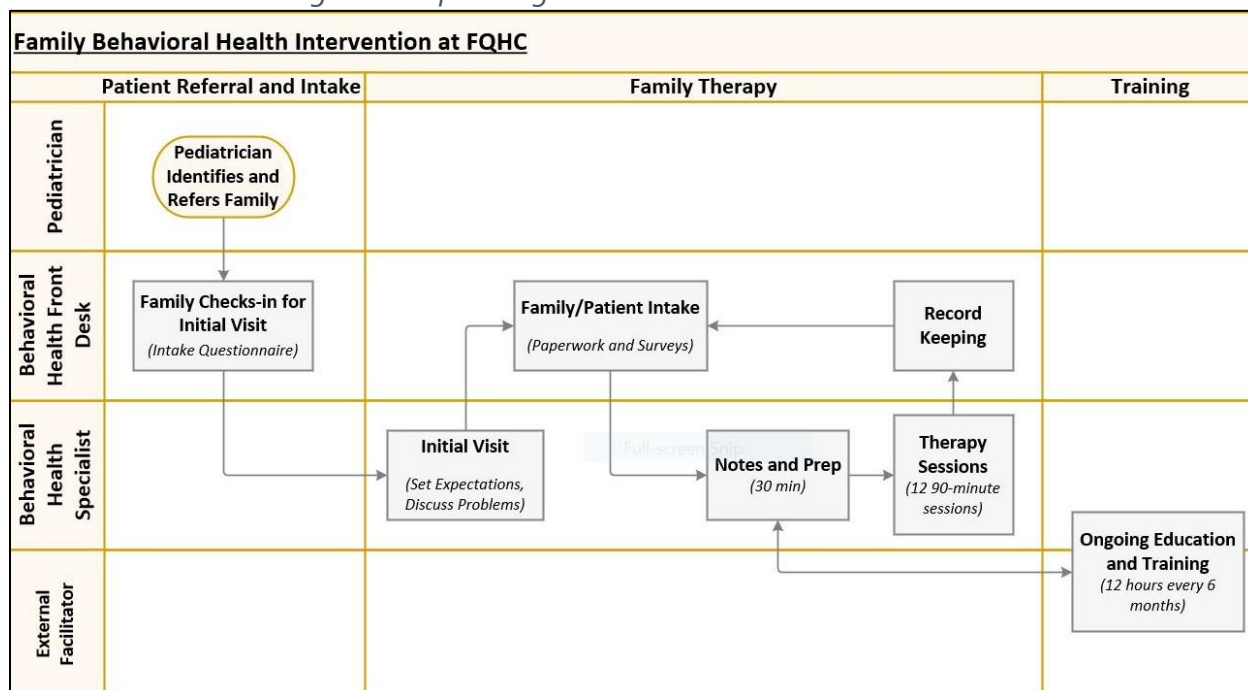 Family Behavioral Health Intervention at FQHC
Patient Referral and Intake
Family Therapy
Training
Pediatrician
Pediatrician
Identifies and
Refers Family
Behavioral
Health Front
Desk
Family Checks-in for
Initial Visit
(Intake Questionnaire)
Family/Patient Intake
(Paperwork and Surveys)
Record
Keeping
Behavioral
Health
Specialist
Initial Visit
(Set Expectations,
Discuss Problems)
Full-screen Snip
Notes and Prep
(30 min)
Therapy
Sessions
(12 90-minute
sessions)
Ongoing Education
and Training
(12 hours every 6
months)
External
Facilitator